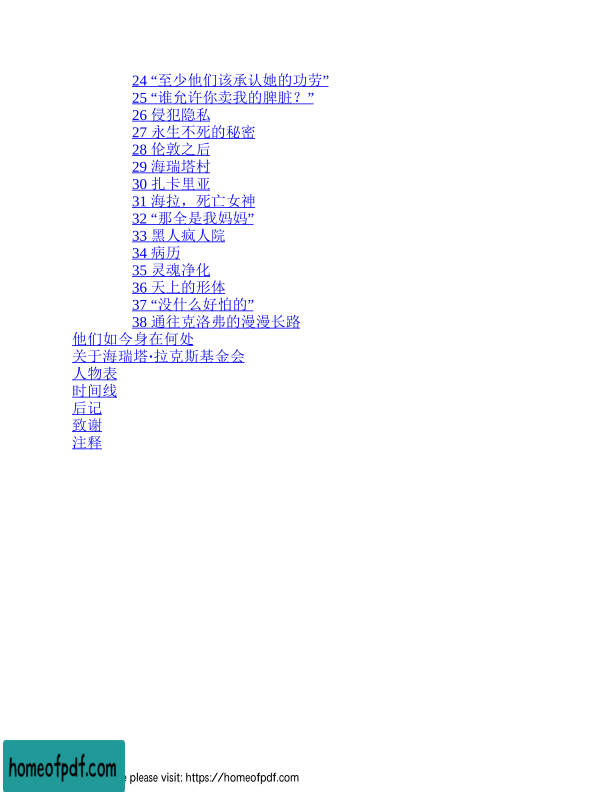 24 “至少他们该承认她的功劳”
25 “谁允许你卖我的脾脏？”
26 侵犯隐私
27 永生不死的秘密
28 伦敦之后
29 海瑞塔村
30 扎卡里亚
31 海拉，死亡女神
32 “那全是我妈妈”
33 黑人疯人院
34 病历
35 灵魂净化
36 天上的形体
37 “没什么好怕的”
38 通往克洛弗的漫漫长路
他们如今身在何处
关于海瑞塔·拉克斯基金会
人物表
时间线
后记
致谢
注释
homeofpdf.com
e please visit: https://homeofpdf.com